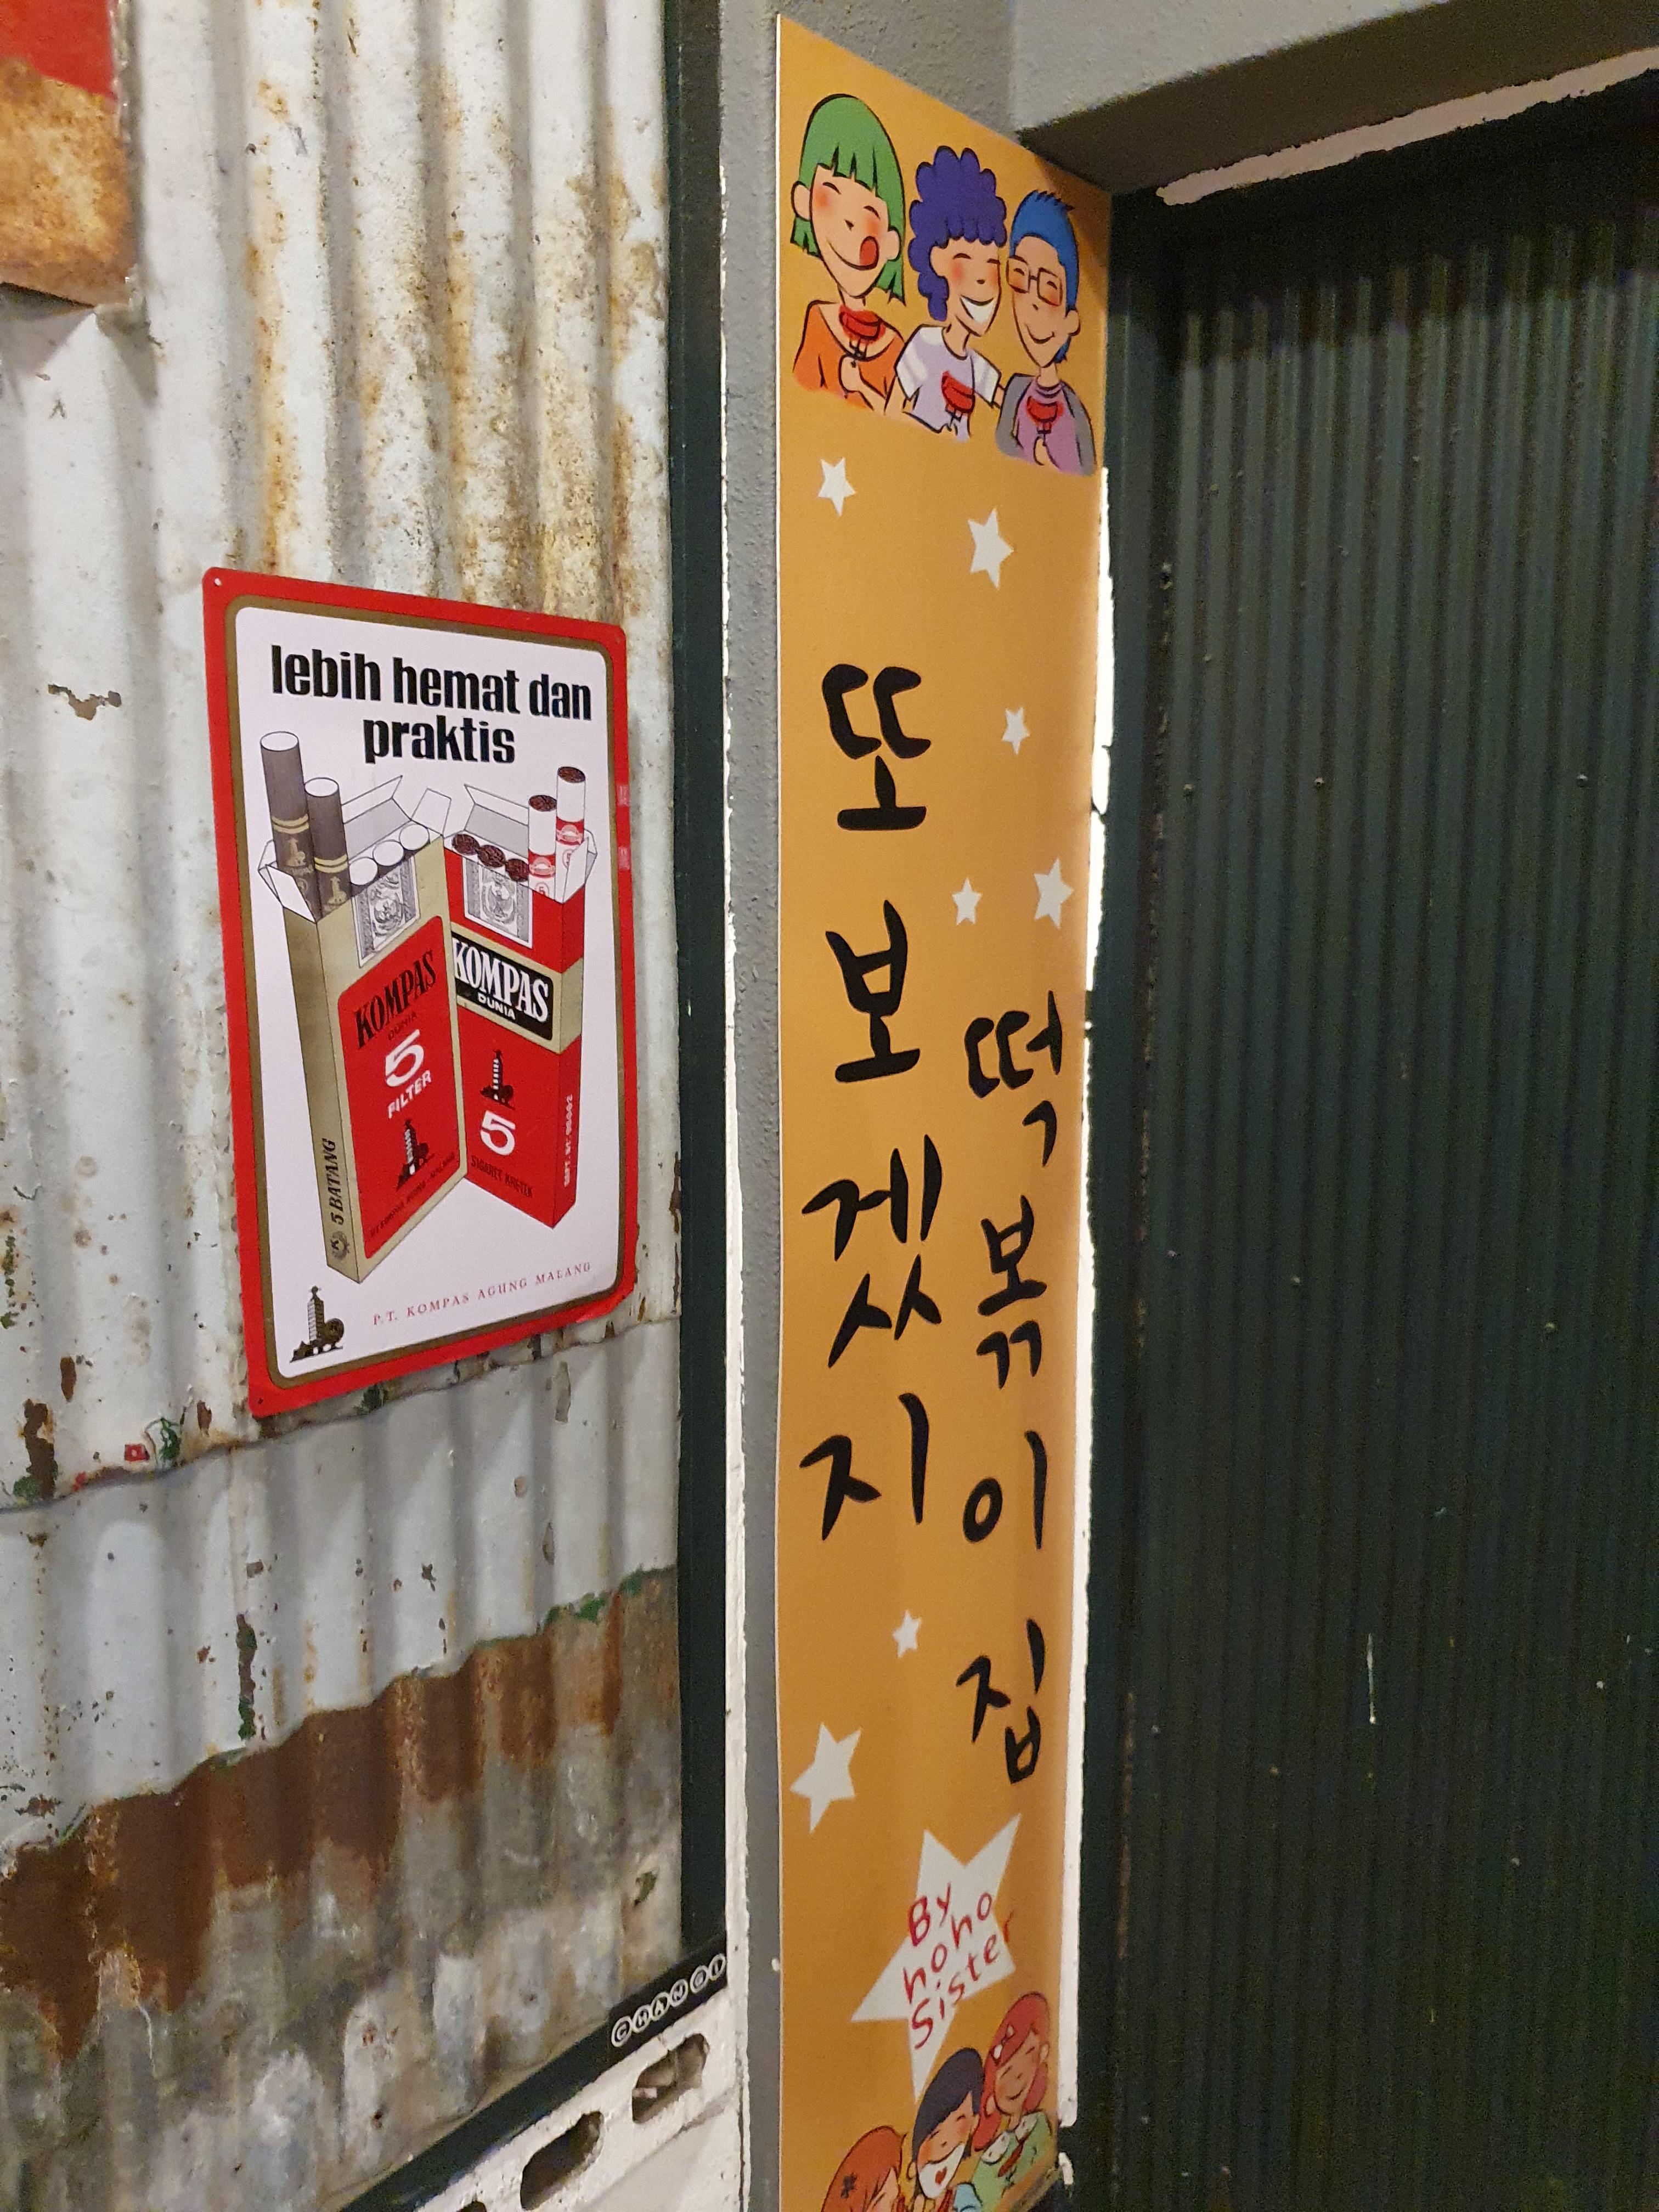 lebih hemat dan
praktis
KOMPAS
DUNIA
5
FILTER
5 BATANG
KOMPAS
DUNIA
5
SIGARET KRETEK
P.T. KOMPAS AGUNG MALANG
또보겠지
떡볶이집
By
hoho
Sister
CHANGI